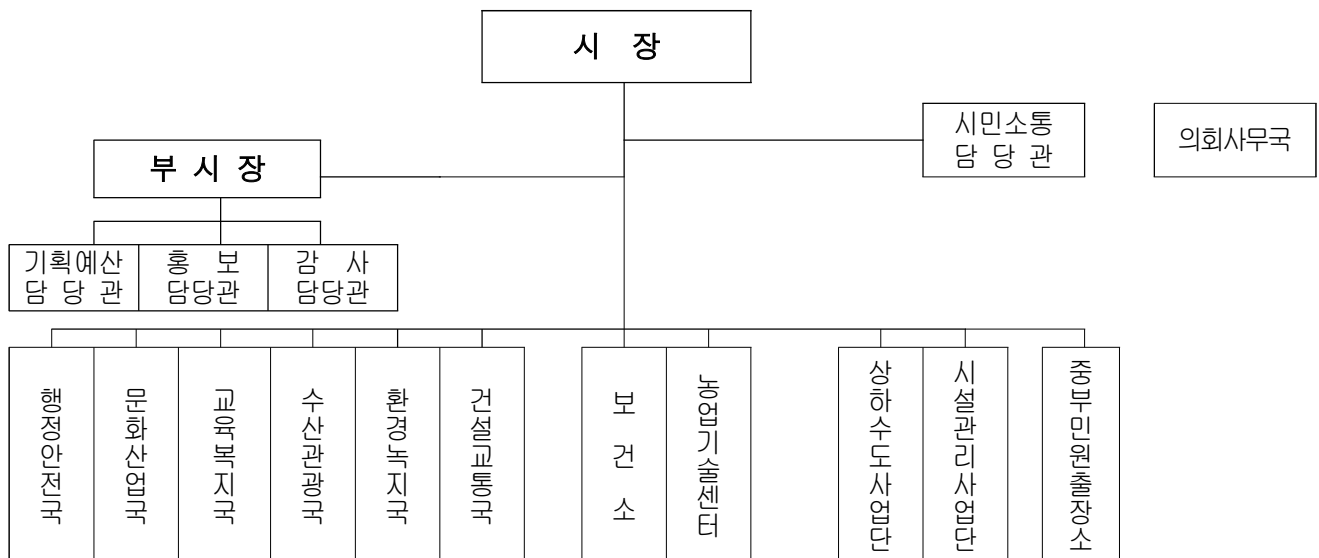 시 장
시민소통
담 당 관
의회사무국
부 시 장
기획예산
담 당 관
홍 보
담당관
감 사
담당관
행정안전국
문화산업국
교육복지국
수산관광국
환경녹지국
건설교통국
보건소
농업기술센터
상하수도사업단
시설관리사업단
중부민원출장소